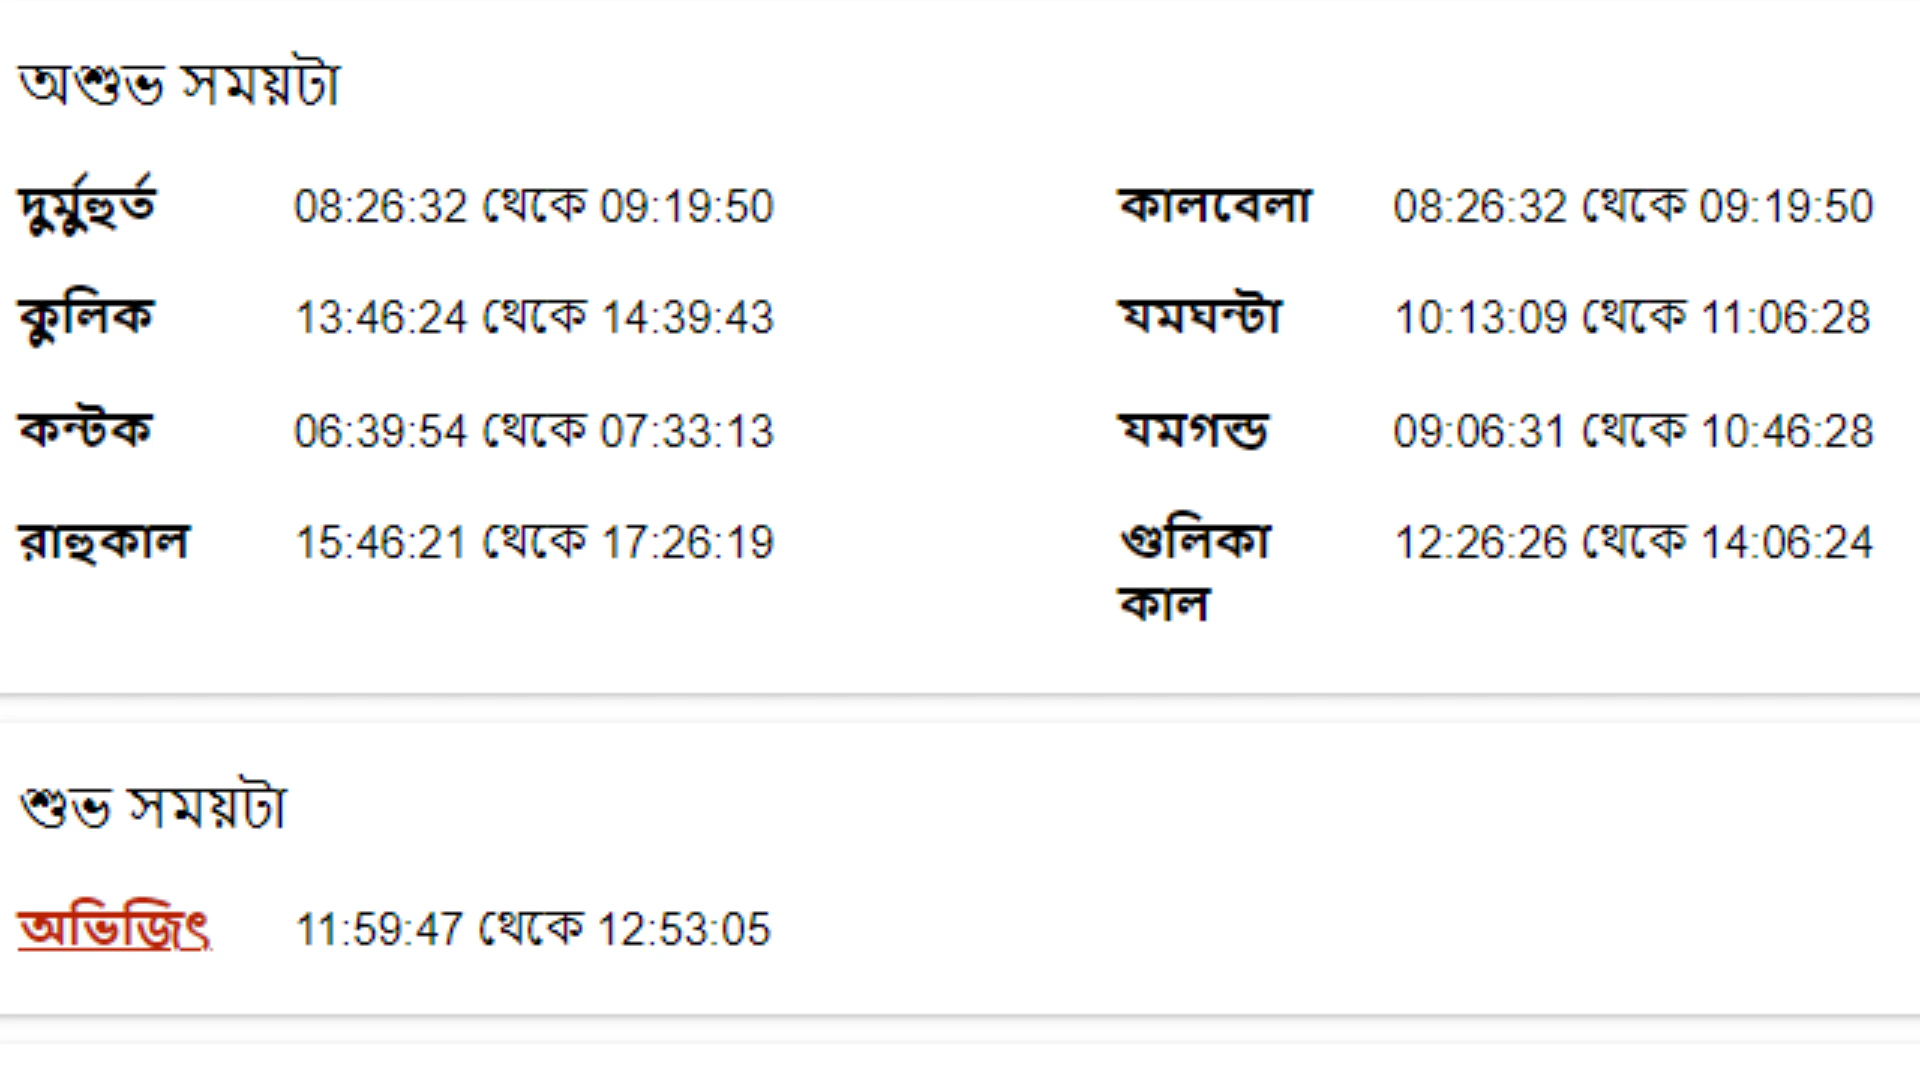 অশুভ সময়টা
দুর্মুহুর্ত 08:26:32 থেকে 09:19:50 কালবেলা 08:26:32 থেকে 09:19:50
কুলিক 13:46:24 থেকে 14:39:43 যমঘন্টা 10:13:09 থেকে 11:06:28
কন্টক 06:39:54 থেকে 07:33:13 যমগন্ড 09:06:31 থেকে 10:46:28
রাহুকাল 15:46:21 থেকে 17:26:19 গুলিকা 12:26:26 থেকে 14:06:24
কাল
শুভ সময়টা
অভিজিৎ 11:59:47 থেকে 12:53:05